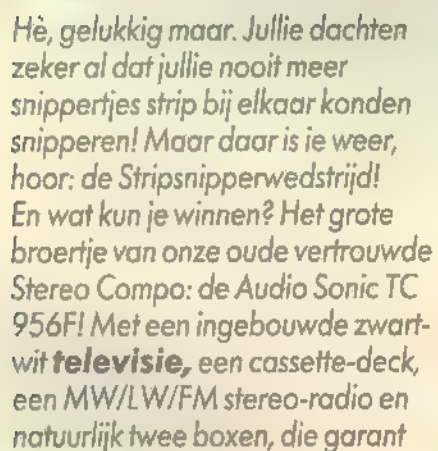 Hè, gelukkig maar. Jullie dachten
zeker al dat jullie nooit meer
snippertjes strip bij elkaar konden
snipperen! Maar daar is ie weer,
hoor: de Stripsnipperwedstrijd!
En wat kun je winnen? Het grote
broertje van onze oude vertrouwde
Stereo Compo: de Audio Sonic TC
956F! Met een ingebouwde zwart-
wit televisie, een cassette-deck,
een MW/LW/FM stereo-radio en
natuurlijk twee boxen, die garant